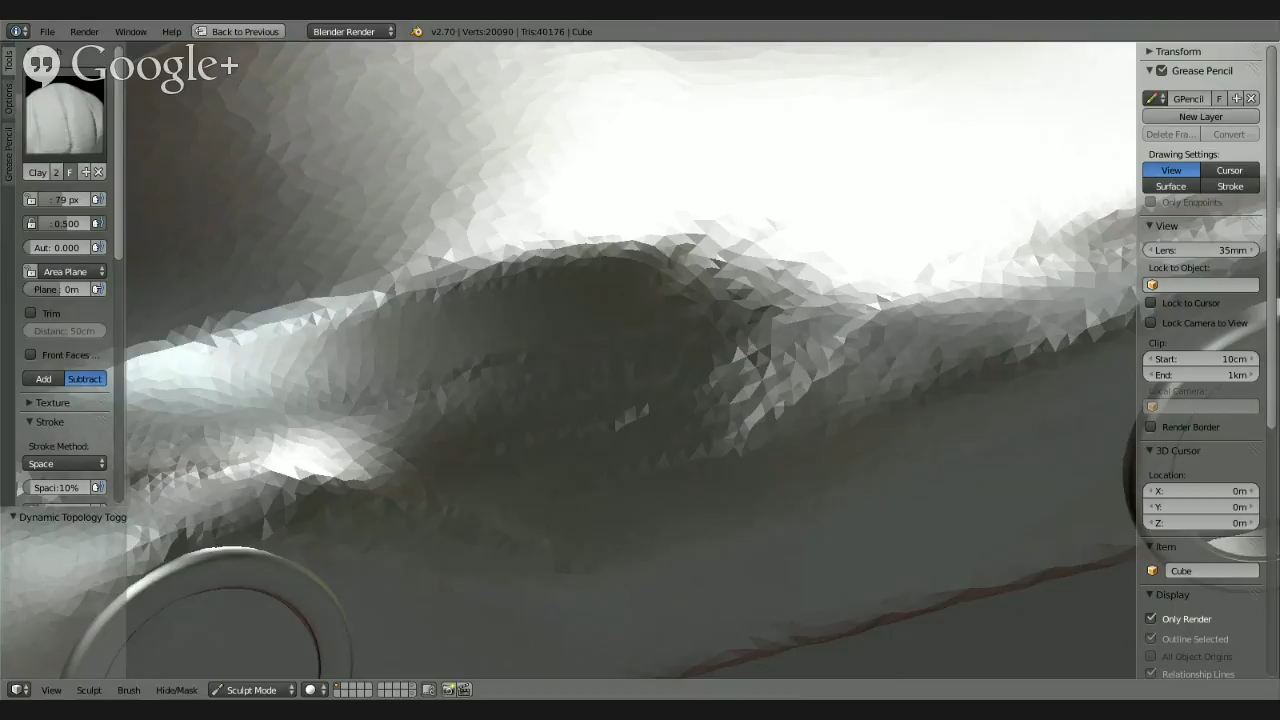 File Render Window Help Back to Previous Blender Render v2.70 | Verts:20090 | Tris:40176 | Cube
Google+
Tools
Options
Grease Pencil
Clay 2 F
: 79 px
: 0.500
Aut: 0.000
Area Plane
Plane : 0m
Trim
Distanc: 50cm
Front Faces ...
Add Subtract
Texture
Stroke
Stroke Method:
Space
Spaci:10%
Dynamic Topology Togg
Transform
Grease Pencil
GPencil F
New Layer
Delete Fra... Convert
Drawing Settings:
View Cursor
Surface Stroke
Only Endpoints
View
Lens: 35mm
Lock to Object:
Lock to Cursor
Lock Camera to View
Clip:
Start: 10cm
End: 1km
Local Camera:
Render Border
3D Cursor
Location:
X: 0m
Y: 0m
Z: 0m
Item
Cube
Display
Only Render
Outline Selected
All Object Origins
Relationship Lines
View Sculpt Brush Hide/Mask Sculpt Mode